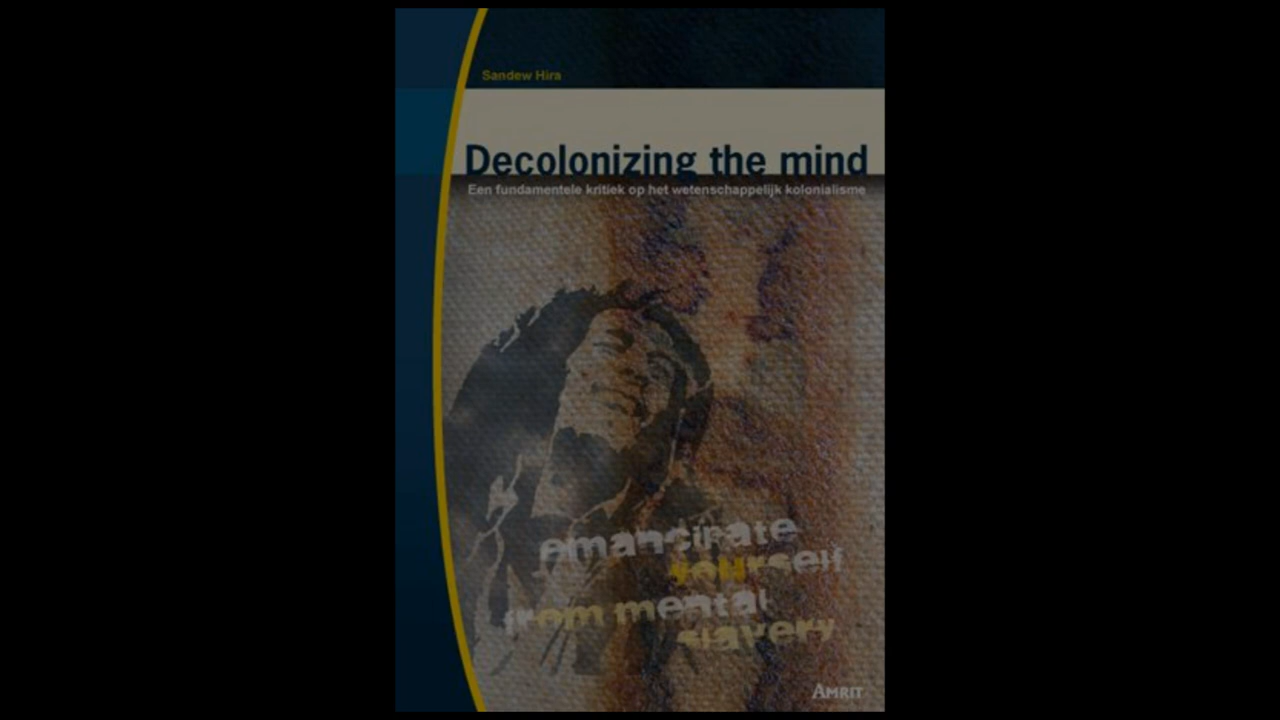 Sandew Hira
Decolonizing the mind
Een fundamentele kritiek op het wetenschappelijk kolonialisme
emancipate
yourself
from mental
slavery
AMRIT